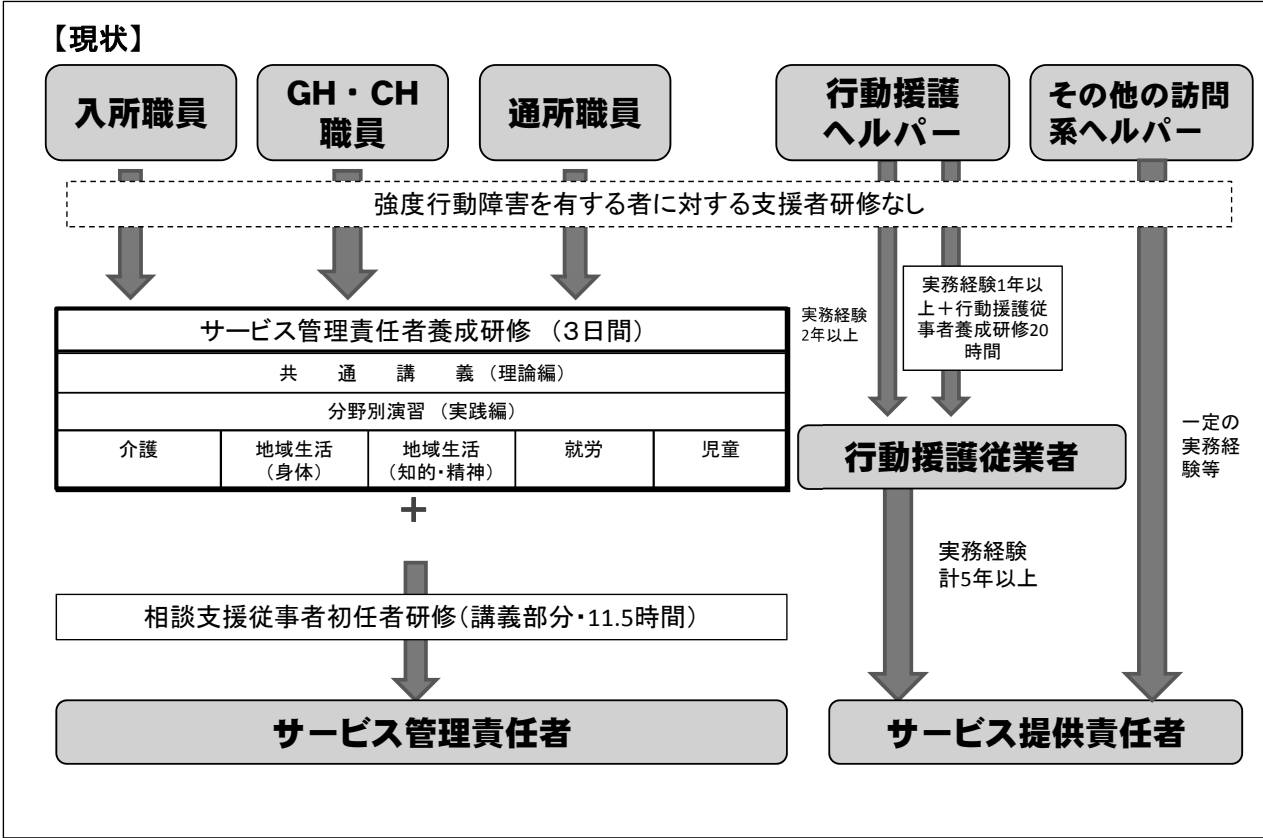 【現状】
入所職員
GH・CH
職員
通所職員
行動援護
ヘルパー
その他の訪問
系ヘルパー
強度行動障害を有する者に対する支援者研修なし
サービス管理責任者養成研修 （３日間）
共 通 講 義（理論編）
分野別演習 （実践編）
介護
地域生活
（身体）
地域生活
（知的・精神）
就労
児童
＋
相談支援従事者初任者研修（講義部分・11.5時間）
サービス管理責任者
実務経験
2年以上
実務経験1年以
上＋行動援護従
事者養成研修20
時間
行動援護従業者
実務経験
計5年以上
一定の
実務経
験等
サービス提供責任者